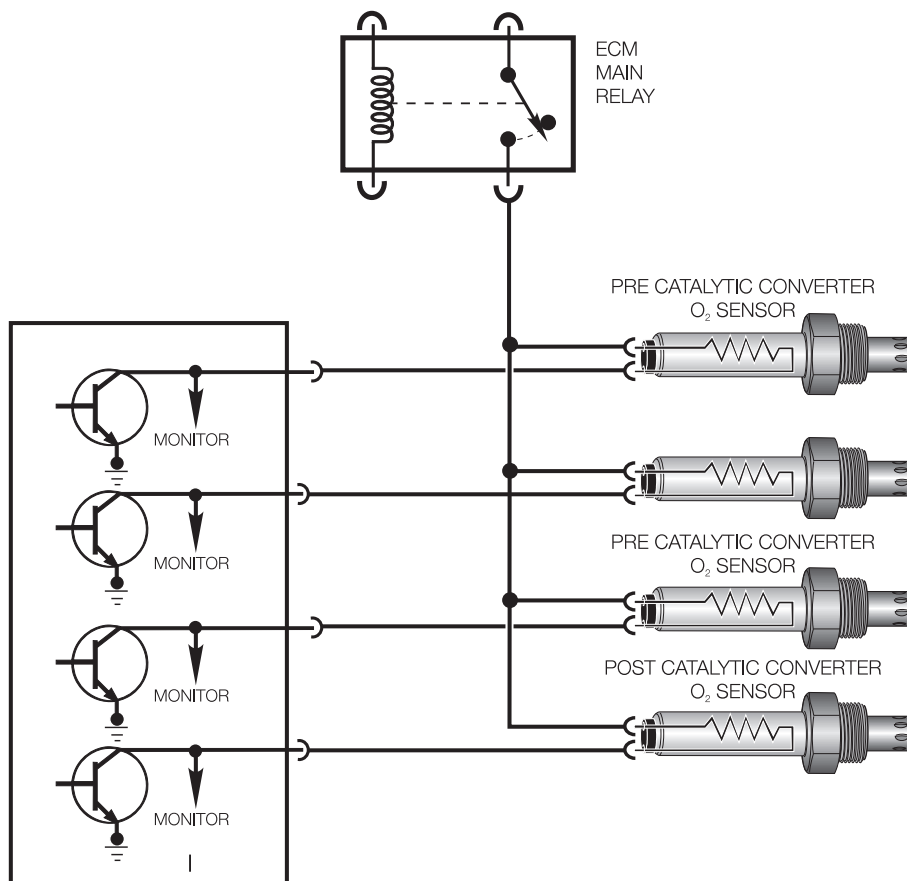 ECM
MAIN
RELAY
PRE CATALYTIC CONVERTER
O₂ SENSOR
MONITOR
MONITOR
PRE CATALYTIC CONVERTER
O₂ SENSOR
MONITOR
POST CATALYTIC CONVERTER
O₂ SENSOR
MONITOR